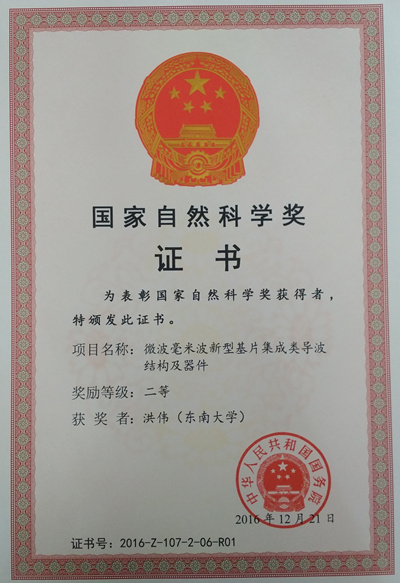 国家自然科学奖
证书
为表彰国家自然科学奖获得者，
特颁发此证书。
项目名称：微波毫米波新型基片集成类导波
结构及器件
奖励等级：二等
获奖者：洪伟（东南大学）
中华人民共和国国务院
2016年12月21日
证书号：2016-Z-107-2-06-R01